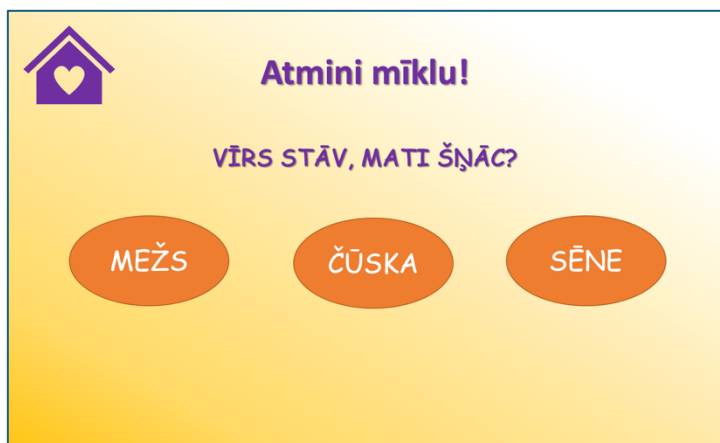 Atmini mīklu!
VĪRS STĀV, MATI ŠŅĀC?
MEŽS
ČŪSKA
SĒNE